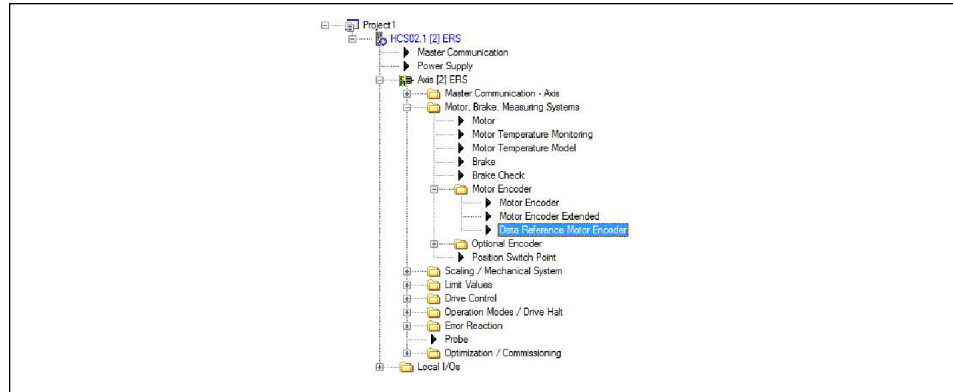 Project1
HCS02.1 [2] ERS
Master Communication
Power Supply
Axis [2] ERS
Master Communication - Axis
Motor, Brake, Measuring Systems
Motor
Motor Temperature Monitoring
Motor Temperature Model
Brake
Brake Check
Motor Encoder
Motor Encoder
Motor Encoder Extended
Data Reference Motor Encoder
Optional Encoder
Position Switch Point
Scaling / Mechanical System
Limit Values
Drive Control
Operation Modes / Drive Halt
Error Reaction
Probe
Optimization / Commissioning
Local I/Os